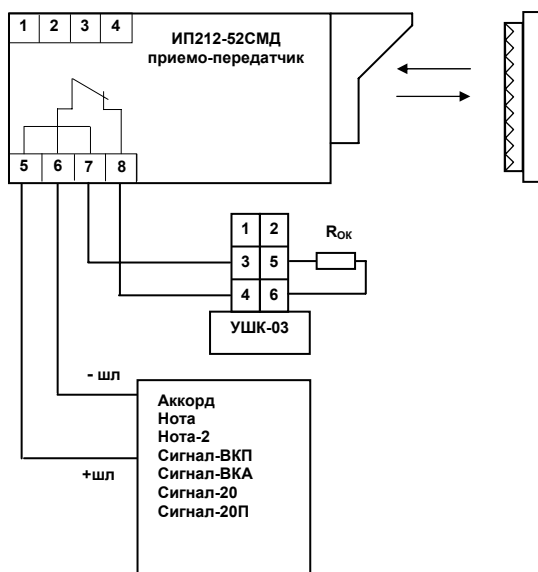 1 2 3 4
ИП212-52СМД
приемо-передатчик
5 6 7 8
1 2
3 5
4 6
RОК
УШК-03
- шл
+шл
Аккорд
Нота
Нота-2
Сигнал-ВКП
Сигнал-ВКА
Сигнал-20
Сигнал-20П